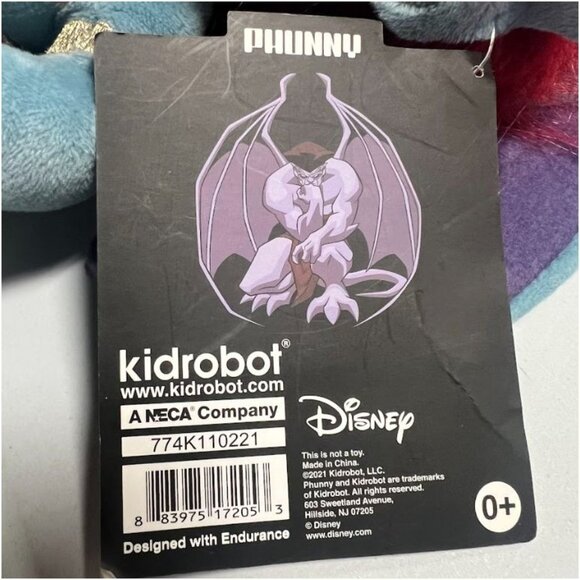 PHUNNY
kidrobot®
www.kidrobot.com
A NECA® Company
774K110221
8 83975 17205 3
Designed with Endurance
Disney
This is not a toy.
Made in China.
©2021 Kidrobot, LLC.
Phunny and Kidrobot are trademarks
of Kidrobot. All rights reserved.
603 Sweetland Avenue,
Hillside, NJ 07205
© Disney
www.disney.com
0+